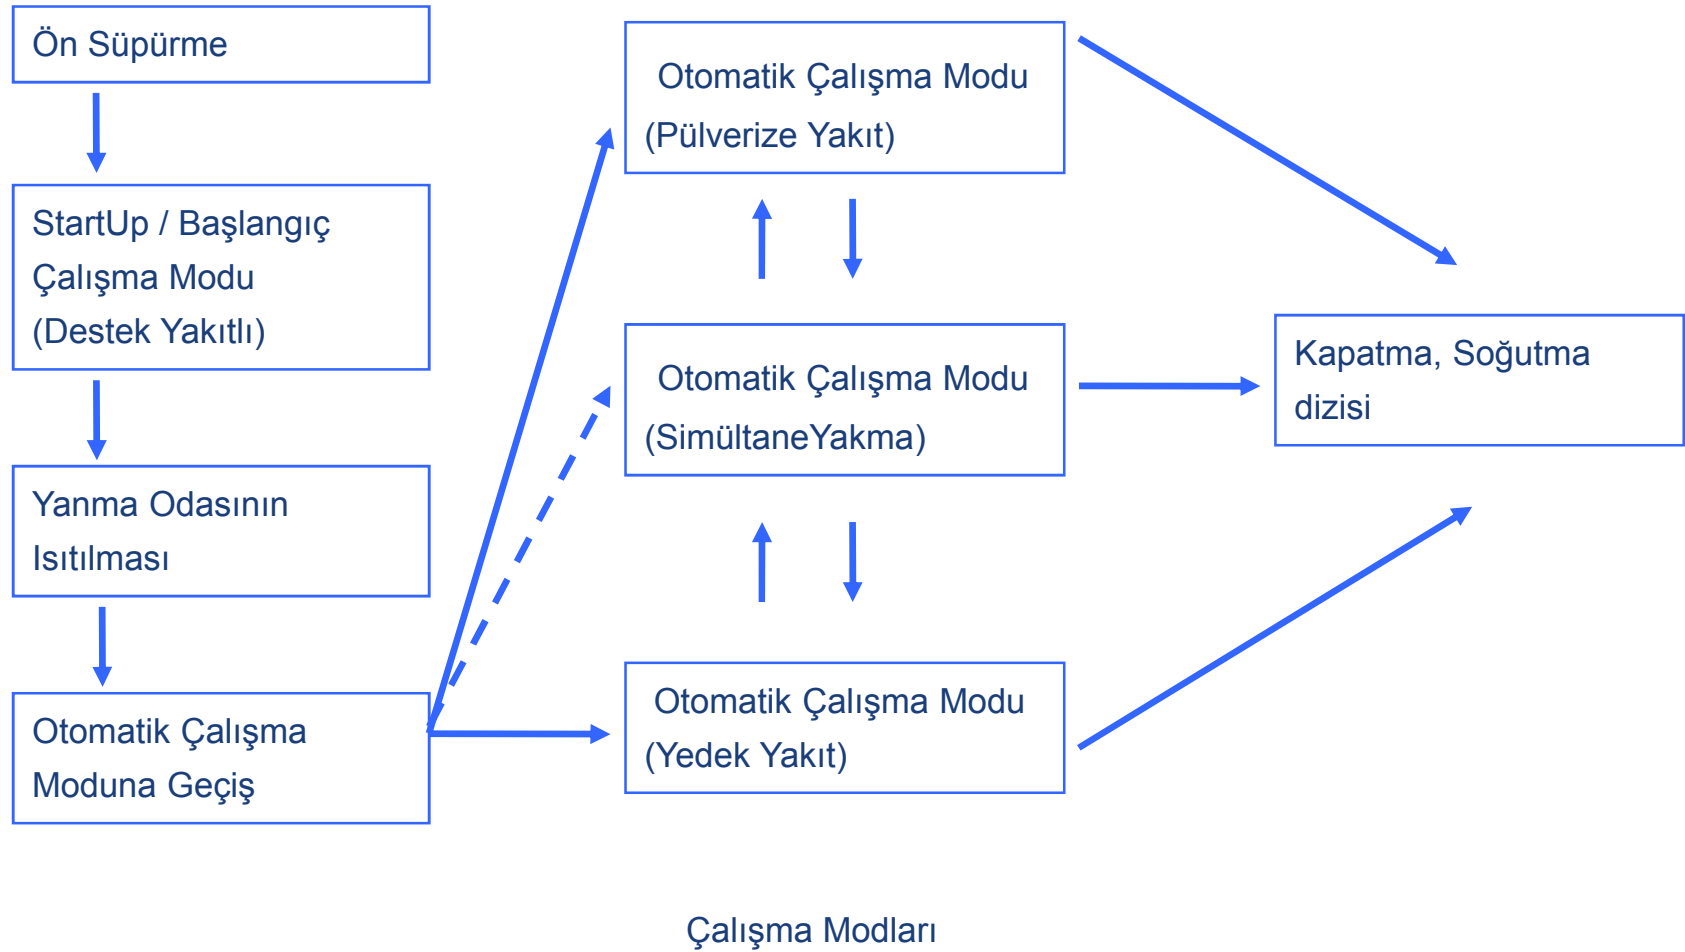 Ön Süpürme
StartUp / Başlangıç
Çalışma Modu
(Destek Yakıtlı)
Yanma Odasının
Isıtılması
Otomatik Çalışma
Moduna Geçiş
Otomatik Çalışma Modu
(Pülverize Yakıt)
Otomatik Çalışma Modu
(SimültaneYakma)
Otomatik Çalışma Modu
(Yedek Yakıt)
Kapatma, Soğutma
dizisi
Çalışma Modları